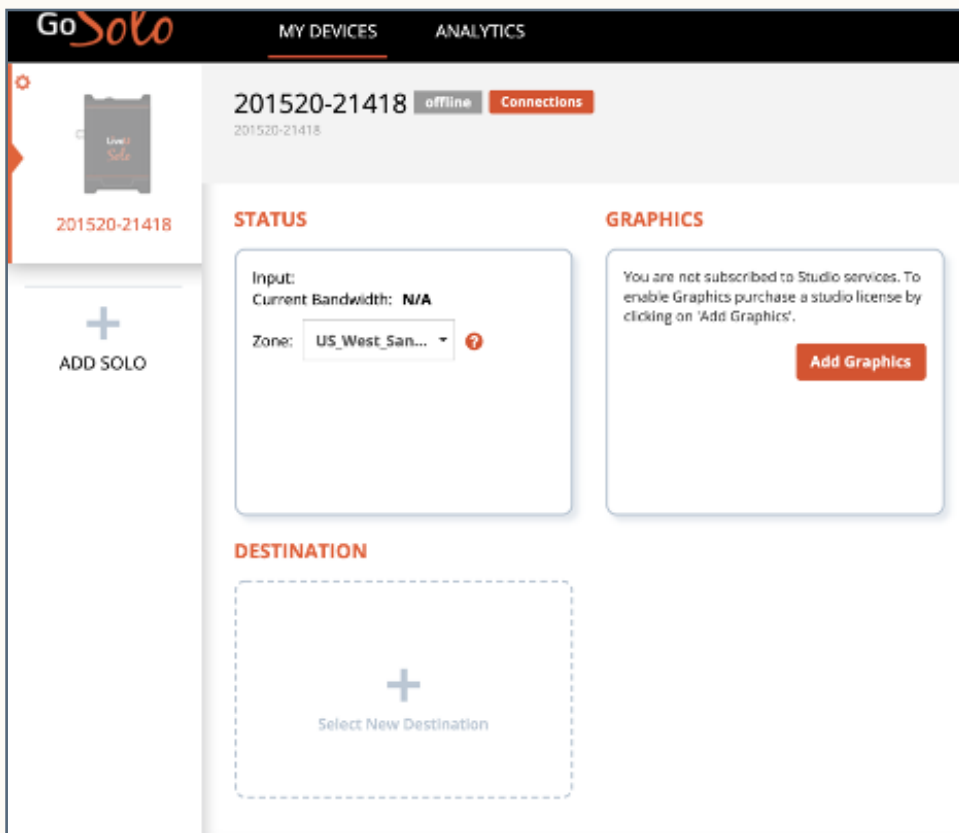 GoSolo
MY DEVICES
ANALYTICS
LiveU
Solo
201520-21418
ADD SOLO
201520-21418 offline Connections
201520-21418
STATUS
Input:
Current Bandwidth: N/A
Zone: US_West_San... ?
GRAPHICS
You are not subscribed to Studio services. To
enable Graphics purchase a studio license by
clicking on 'Add Graphics'.
Add Graphics
DESTINATION
Select New Destination